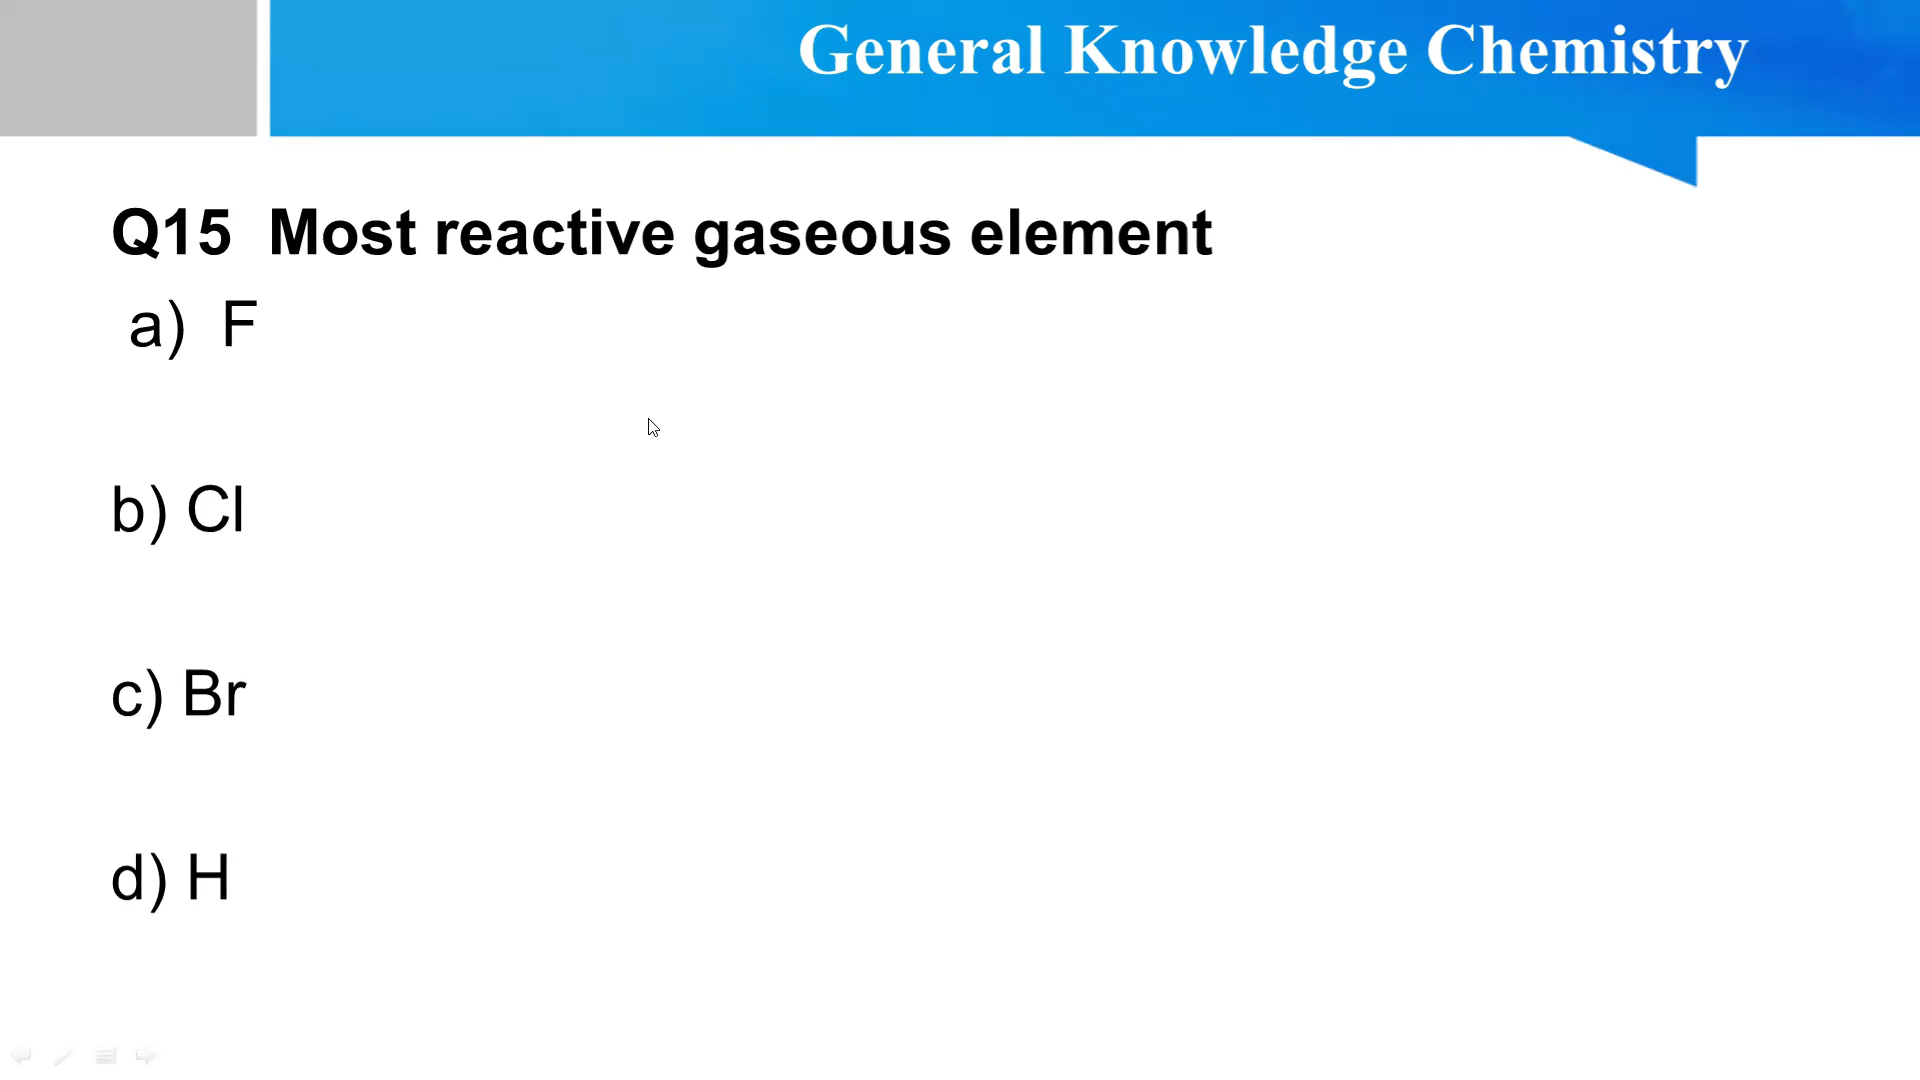 General Knowledge Chemistry
Q15 Most reactive gaseous element
a) F
b) Cl
c) Br
d) H